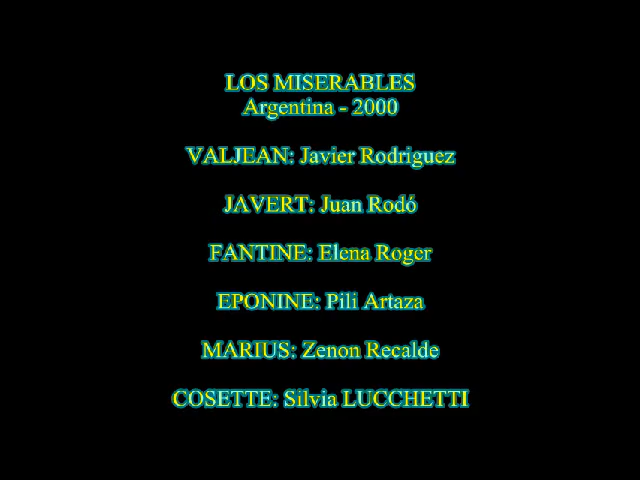 LOS MISERABLES
Argentina - 2000
VALJEAN: Javier Rodriguez
JAVERT: Juan Rodó
FANTINE: Elena Roger
EPONINE: Pili Artaza
MARIUS: Zenon Recalde
COSETTE: Silvia LUCCHETTI